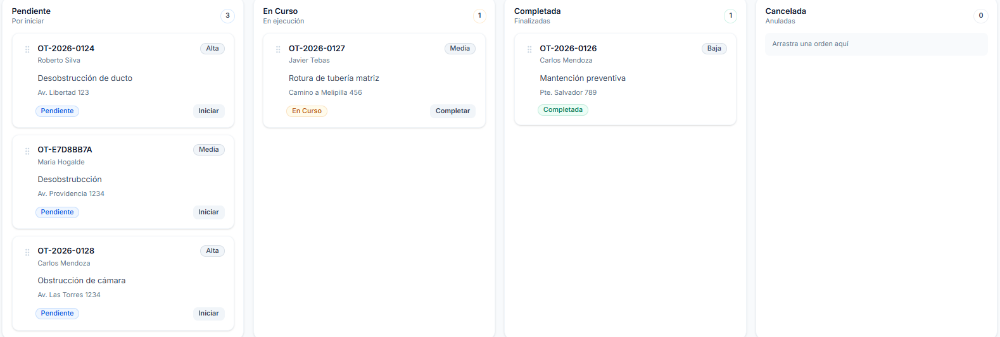 Pendiente
3
Por iniciar
OT-2026-0124
Alta
Roberto Silva
Desobstrucción de ducto
Av. Libertad 123
Pendiente
Iniciar
OT-E7D8BB7A
Media
Maria Hogalde
Desobstrubcción
Av. Providencia 1234
Pendiente
Iniciar
OT-2026-0128
Alta
Carlos Mendoza
Obstrucción de cámara
Av. Las Torres 1234
Pendiente
Iniciar
En Curso
1
En ejecución
OT-2026-0127
Media
Javier Tebas
Rotura de tubería matriz
Camino a Melipilla 456
En Curso
Completar
Completada
1
Finalizadas
OT-2026-0126
Baja
Carlos Mendoza
Mantención preventiva
Pte. Salvador 789
Completada
Cancelada
0
Anuladas
Arrastra una orden aquí